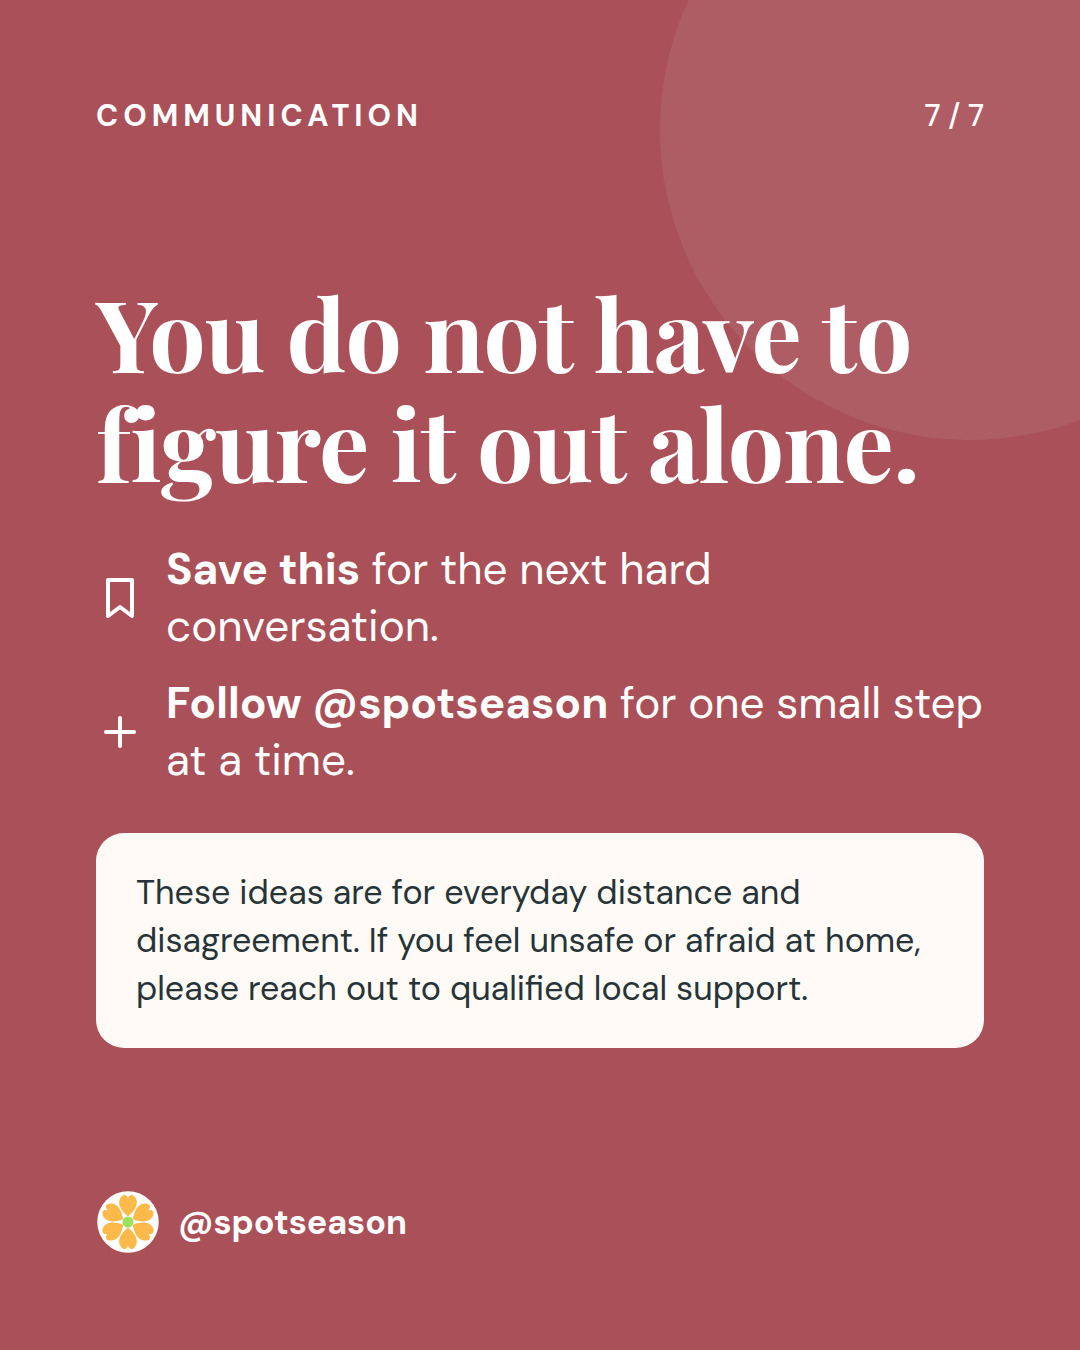 COMMUNICATION
7 / 7
You do not have to
figure it out alone.
Save this for the next hard
conversation.
Follow @spotseason for one small step
at a time.
These ideas are for everyday distance and
disagreement. If you feel unsafe or afraid at home,
please reach out to qualified local support.
@spotseason